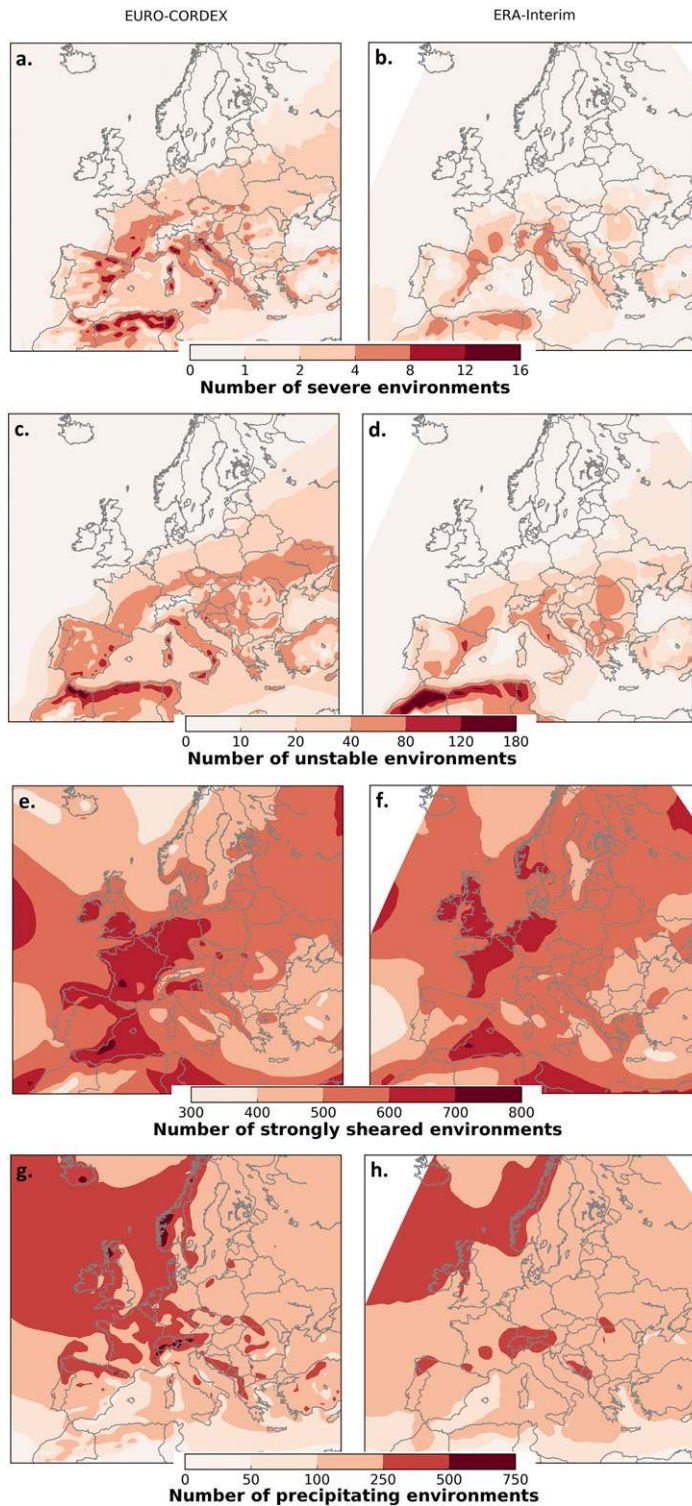 EURO-CORDEX ERA-Interim
a. b.
0 1 2 4 8 12 16
Number of severe environments
c. d.
0 10 20 40 80 120 180
Number of unstable environments
e. f.
300 400 500 600 700 800
Number of strongly sheared environments
g. h.
0 50 100 250 500 750
Number of precipitating environments